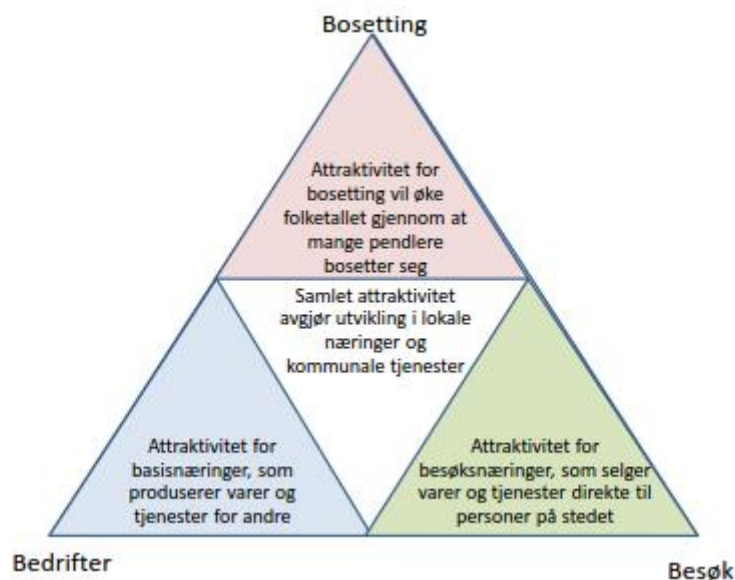 Bosetting
Attraktivitet for
bosetting vil øke
folketallet gjennom at
mange pendlere
bosetter seg
Samlet attraktivitet
avgjør utvikling i lokale
næringer og
kommunale tjenester
Attraktivitet for
basisnæringer, som
produserer varer og
tjenester for andre
Attraktivitet for
besøksnæringer, som selger
varer og tjenester direkte til
personer på stedet
Bedrifter
Besøk